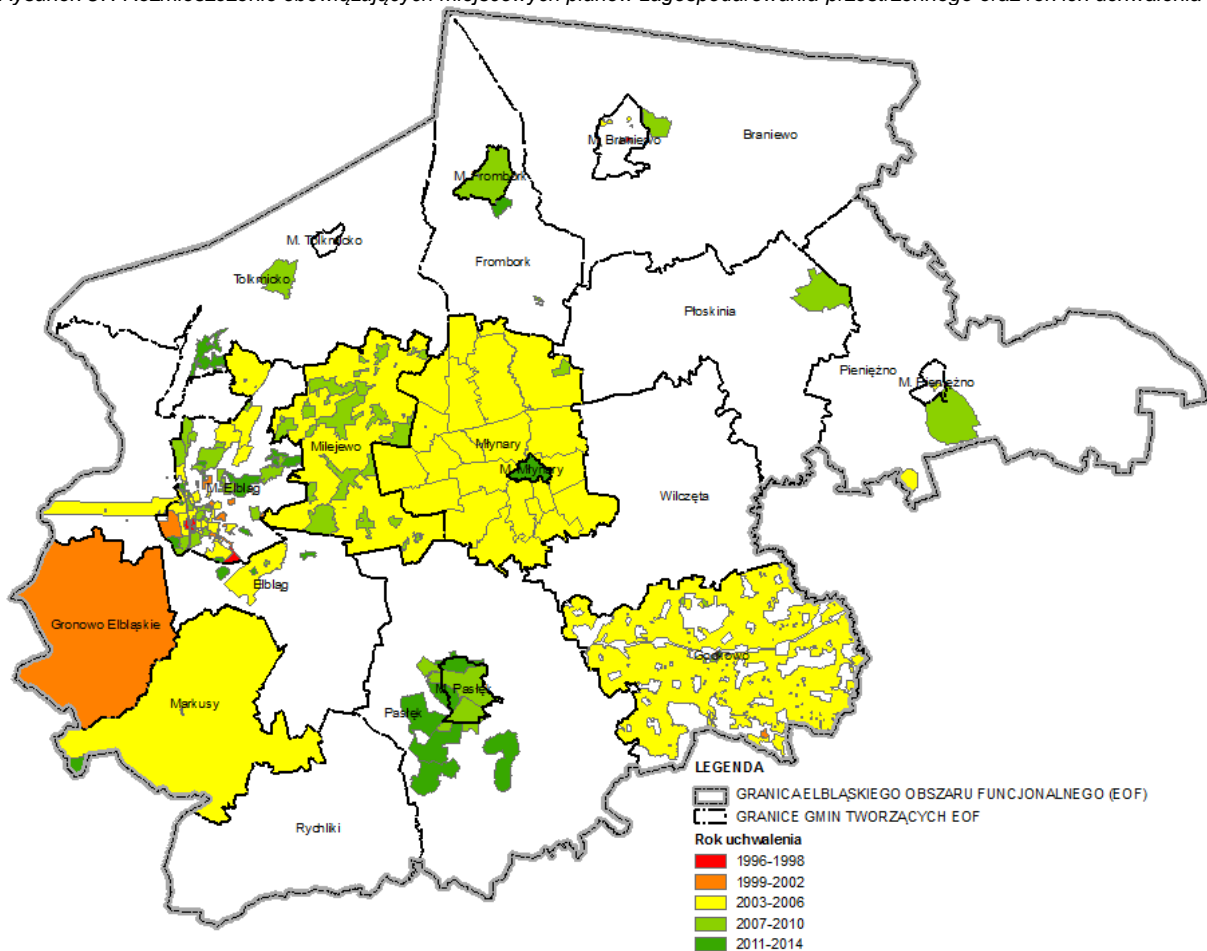 Braniewo
M. Braniewo
M. Frombork
M. Tolkmicko
Frombork
Tolkmicko
Płoskinia
Pieniężno
M. Pieniężno
Milejewo
Młynary
M. Młynary
M. Elbląg
Wilczęta
Elbląg
Gronowo Elbląskie
Godkowo
M. Pasłęk
Markusy
Pasłęk
Rychliki
LEGENDA
GRANICA ELBLĄSKIEGO OBSZARU FUNCJONALNEGO (EOF)
GRANICE GMIN TWORZĄCYCH EOF
Rok uchwalenia
1996-1998
1999-2002
2003-2006
2007-2010
2011-2014